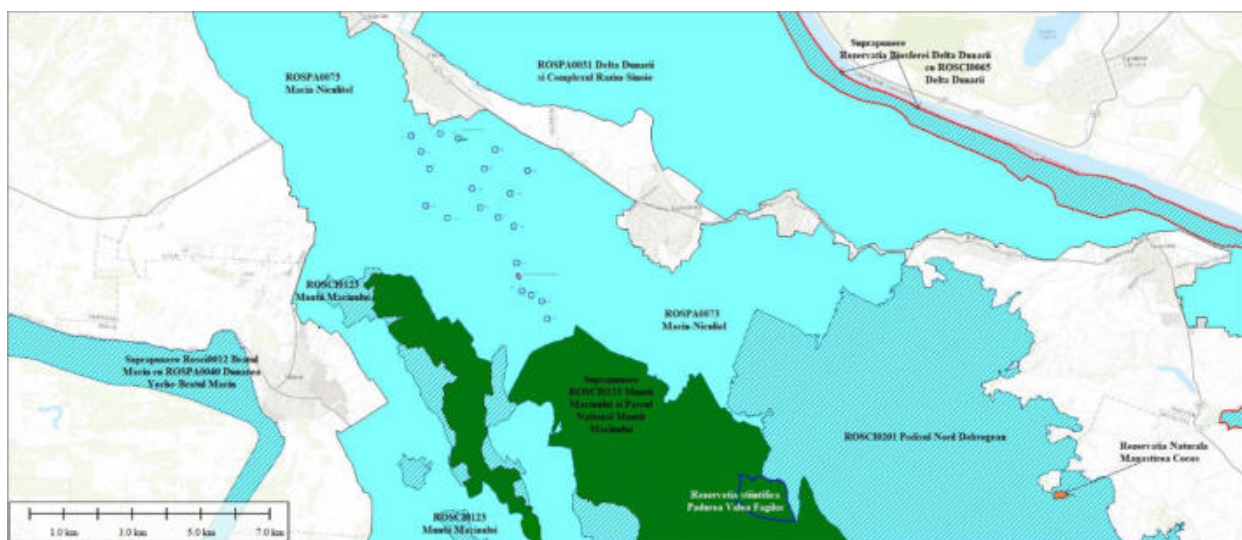 ROSPA0073
Macin-Niculitel
ROSPA0031 Delta Dunarii
si Complexul Razim-Sinoie
Suprapunere
Rezervatia Biosferei Delta Dunarii
cu ROSCI0065
Delta Dunarii
ROSCI0123
Muntii Macinului
ROSPA0073
Macin-Niculitel
Suprapunere Rosci0012 Bratul
Macin cu ROSPA0040 Dunarea
Veche-Bratul Macin
Suprapunere
ROSCI0123 Muntii
Macinului si Parcul
National Muntii
Macinului
ROSCI0201 Podisul Nord Dobrogean
Rezervatia Naturala
Manastirea Cocos
Rezervatia stiintifica
Padurea Valea Fagilor
ROSCI0123
Muntii Macinului
1.0 km 3.0 km 5.0 km 7.0 km